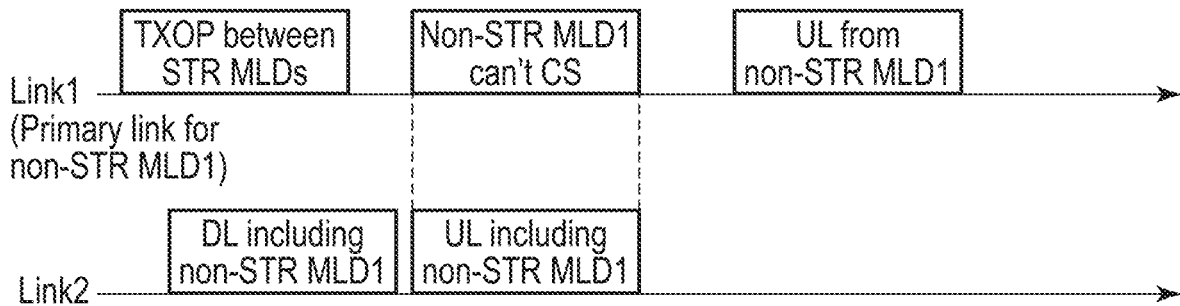 TXOP between
STR MLDs
Non-STR MLD1
can't CS
UL from
non-STR MLD1
Link1
(Primary link for
non-STR MLD1)
DL including
non-STR MLD1
UL including
non-STR MLD1
Link2